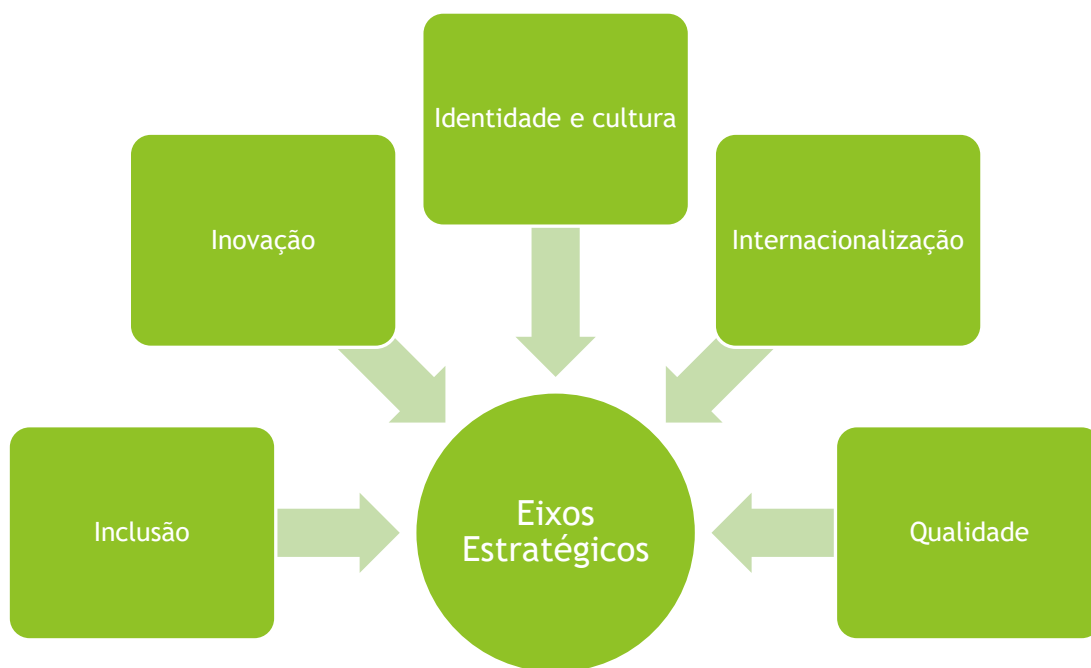 Identidade e cultura
Inovação
Internacionalização
Inclusão
Eixos
Estratégicos
Qualidade